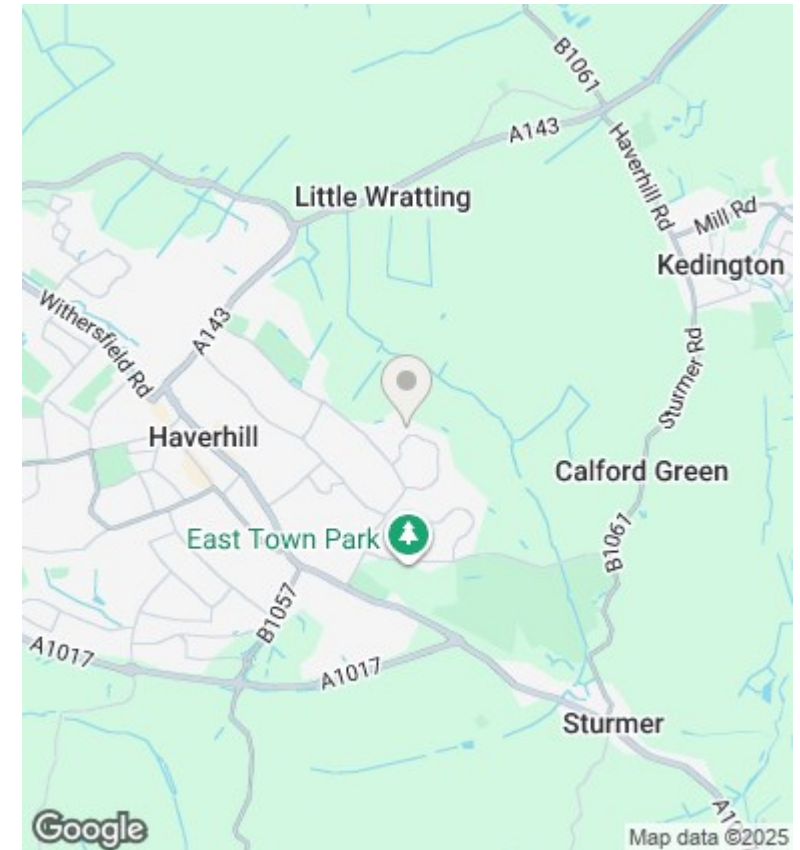 B1061
A143
Haverhill Rd
Little Wratting
Mill Rd
Kedington
Withersfield Rd
A143
Sturmer Rd
Haverhill
Calford Green
East Town Park
B1061
B1057
A1017
A1017
Sturmer
Google
Map data ©2025